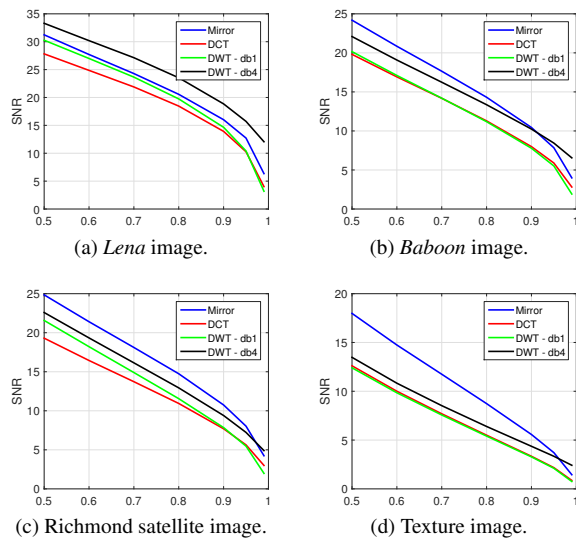 35
30
25
20
15
10
5
0
SNR
0.5 0.6 0.7 0.8 0.9 1
Mirror
DCT
DWT - db1
DWT - db4
(a) Lena image.
25
20
15
10
5
0
SNR
0.5 0.6 0.7 0.8 0.9 1
Mirror
DCT
DWT - db1
DWT - db4
(b) Baboon image.
25
20
15
10
5
0
SNR
0.5 0.6 0.7 0.8 0.9 1
Mirror
DCT
DWT - db1
DWT - db4
(c) Richmond satellite image.
20
15
10
5
0
SNR
0.5 0.6 0.7 0.8 0.9 1
Mirror
DCT
DWT - db1
DWT - db4
(d) Texture image.